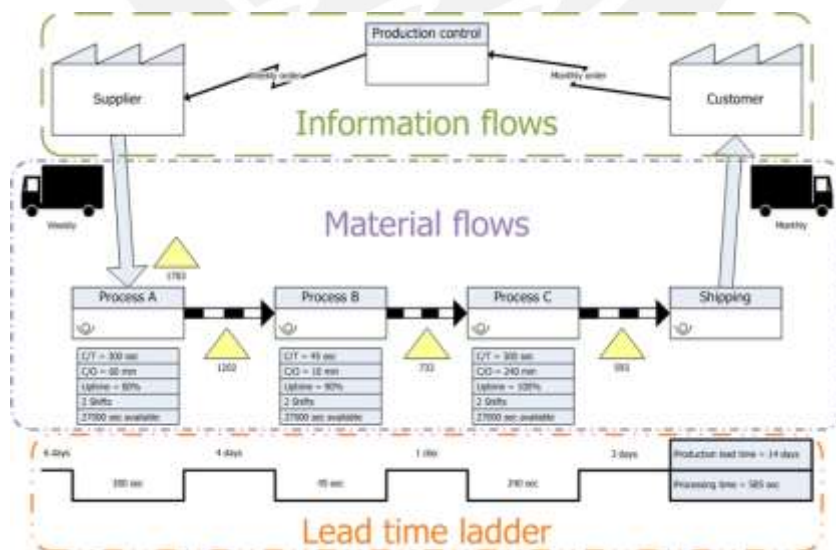 Production control
Supplier
Weekly order
Monthly order
Customer
Information flows
Weekly
Material flows
Monthly
1783
Process A
Process B
Process C
Shipping
1202
732
C/T = 300 sec
C/O = 60 min
Uptime = 80%
2 Shifts
27000 sec available
C/T = 45 sec
C/O = 10 min
Uptime = 90%
2 Shifts
27000 sec available
C/T = 300 sec
C/O = 240 min
Uptime = 100%
2 Shifts
27000 sec available
6 days
4 days
1 day
3 days
Production lead time = 14 days
300 sec
45 sec
240 sec
Processing time = 585 sec
Lead time ladder